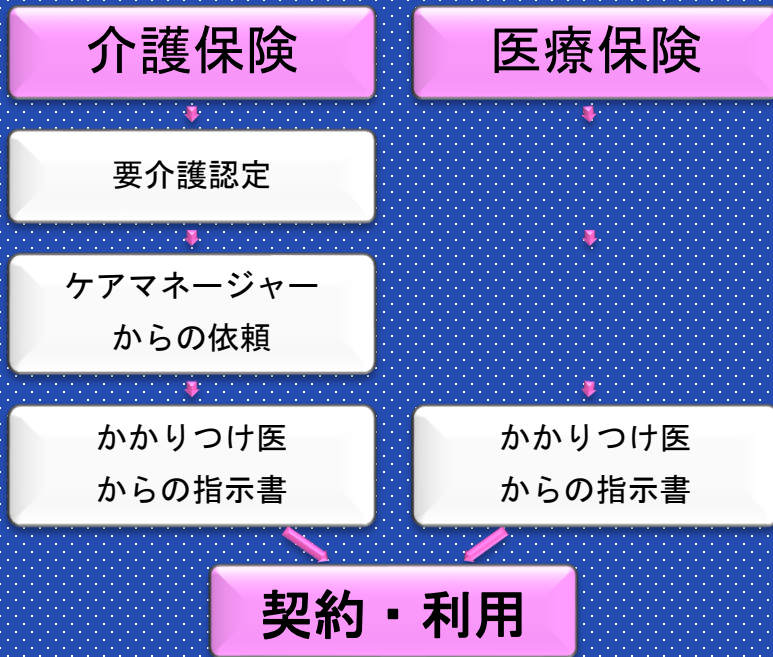 介護保険
医療保険
要介護認定
ケアマネージャー
からの依頼
かかりつけ医
からの指示書
かかりつけ医
からの指示書
契約・利用